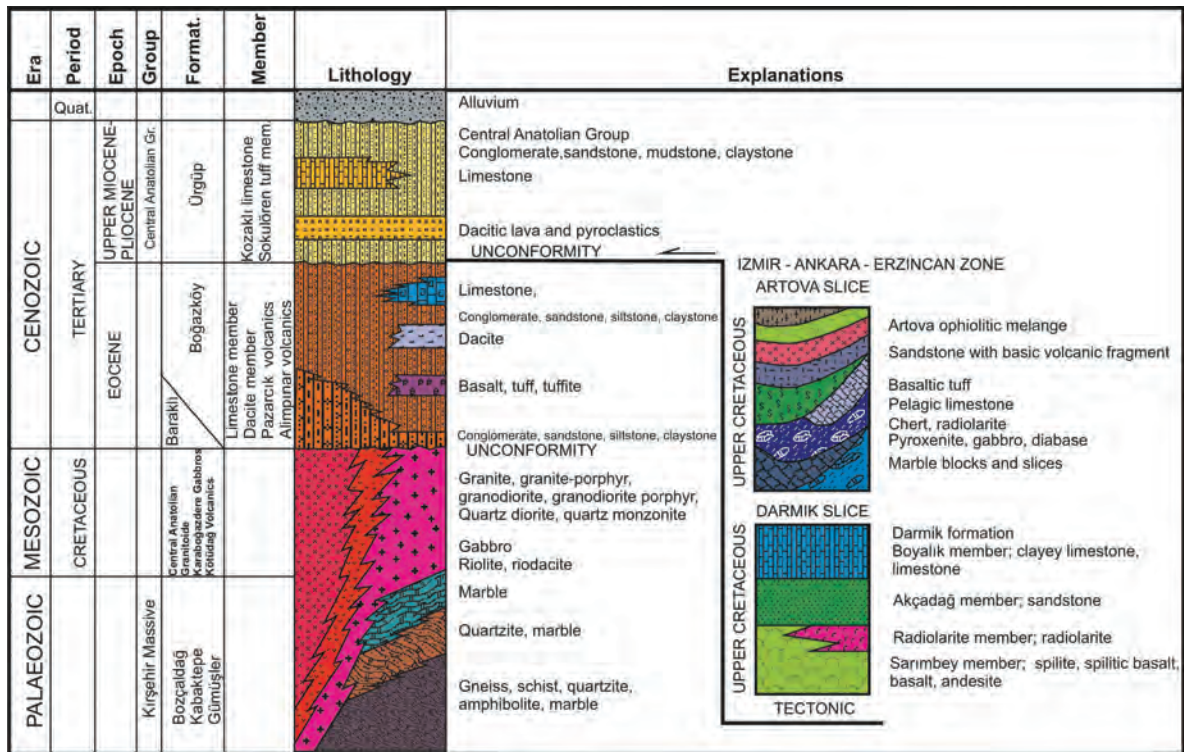 Era
Period
Epoch
Group
Format.
Member
Lithology
Explanations
Quat.
Alluvium
CENOZOIC
TERTIARY
UPPER MIOCENE-
PLIOCENE
Central Anatolian Gr.
Ürgüp
Kozaklı limestone
Sokulören tuff mem.
Central Anatolian Group
Conglomerate,sandstone, mudstone, claystone
Limestone
Dacitic lava and pyroclastics
UNCONFORMITY
EOCENE
Boğazköy
Baraklı
Limestone member
Dacite member
Pazarcık volcanics
Alimpınar volcanics
Limestone,
Conglomerate, sandstone, siltstone, claystone
Dacite
Basalt, tuff, tuffite
Conglomerate, sandstone, siltstone, claystone
UNCONFORMITY
MESOZOIC
CRETACEOUS
Central Anatolian
Granitoide
Karaboğazdere Gabbros
Kötüdağ Volcanics
Granite, granite-porphyr,
granodiorite, granodiorite porphyr,
Quartz diorite, quartz monzonite
Gabbro
Riolite, riodacite
PALAEOZOIC
Kırşehir Massive
Bozçaldağ
Kabaktepe
Gümüşler
Marble
Quartzite, marble
Gneiss, schist, quartzite,
amphibolite, marble
IZMIR - ANKARA - ERZINCAN ZONE
ARTOVA SLICE
UPPER CRETACEOUS
Artova ophiolitic melange
Sandstone with basic volcanic fragment
Basaltic tuff
Pelagic limestone
Chert, radiolarite
Pyroxenite, gabbro, diabase
Marble blocks and slices
DARMIK SLICE
UPPER CRETACEOUS
Darmik formation
Boyalık member; clayey limestone,
limestone
Akçadağ member; sandstone
Radiolarite member; radiolarite
Sarımbey member; spilite, spilitic basalt,
basalt, andesite
TECTONIC